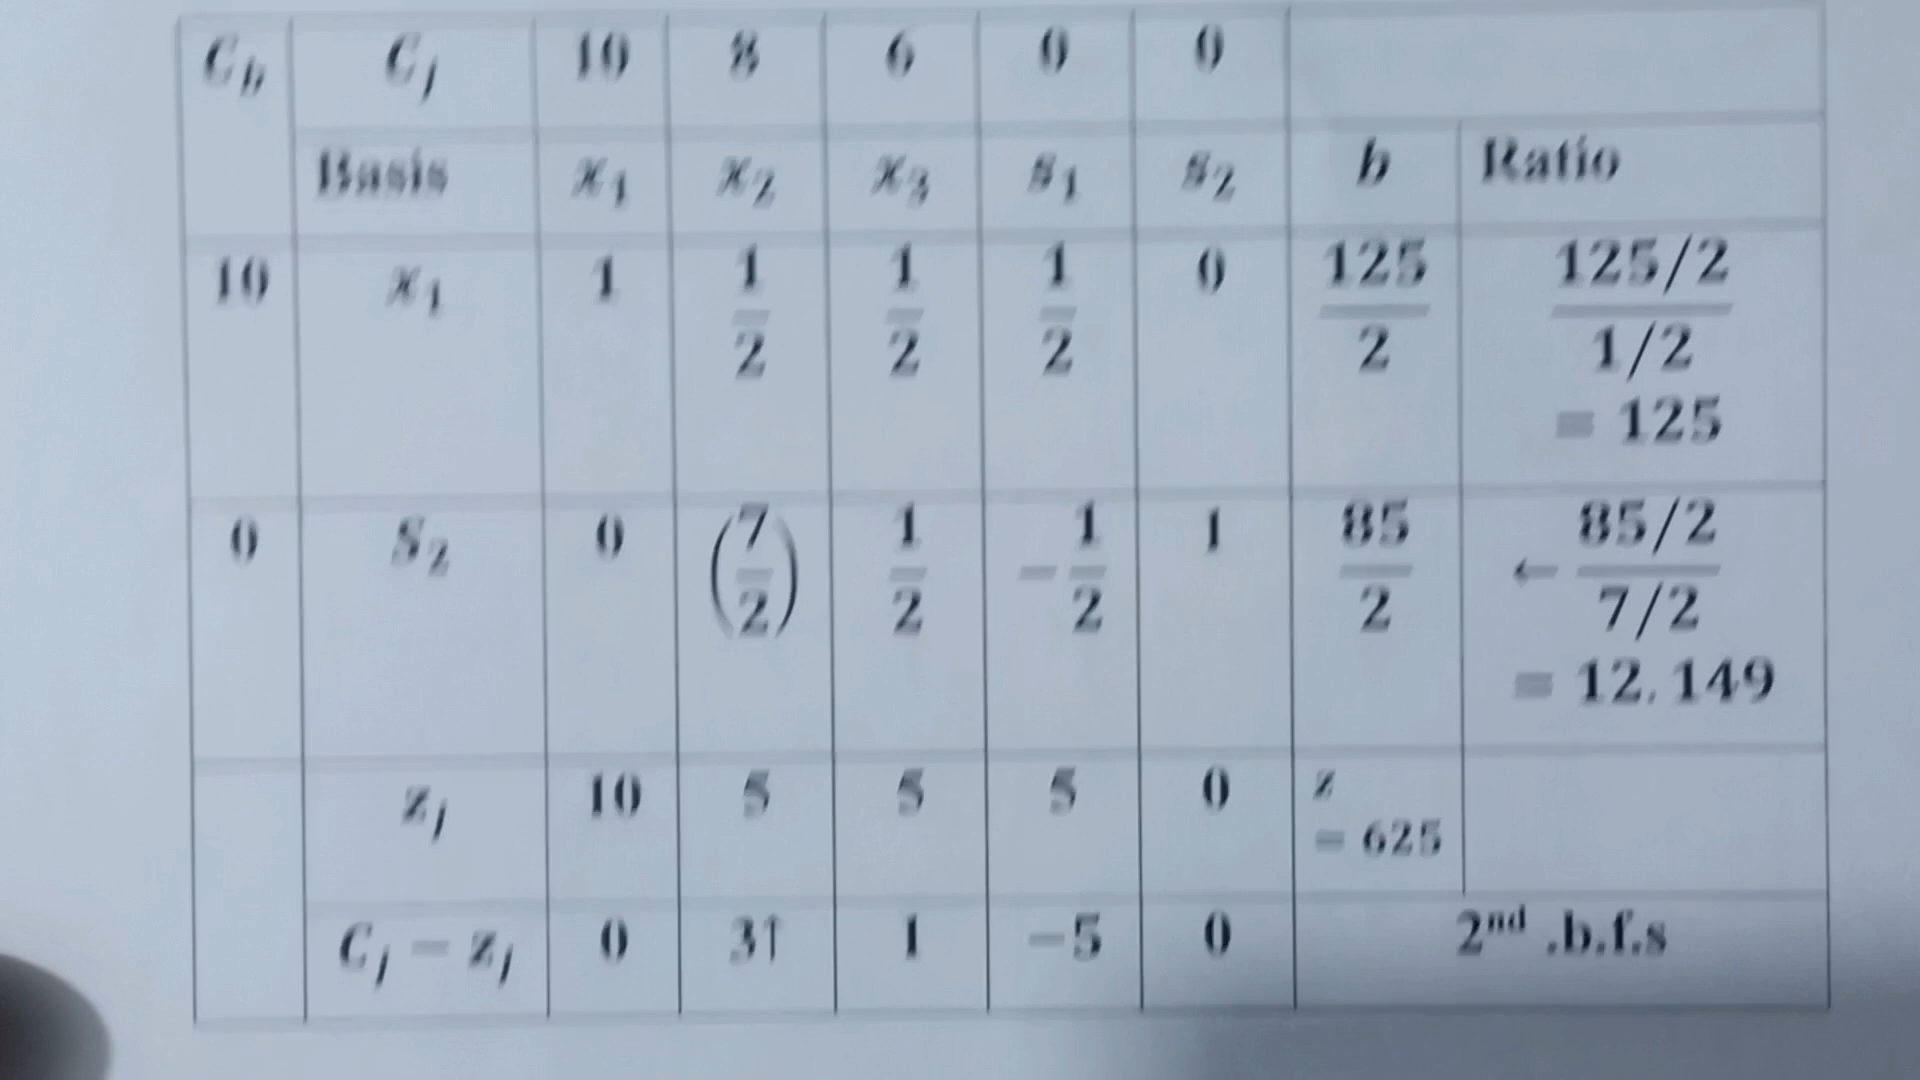 C_b C_j 10 8 6 0 0
Basis x_1 x_2 x_3 s_1 s_2 b Ratio
10 x_1 1 1/2 1/2 1/2 0 125/2 (125/2)/(1/2) = 125
0 S_2 0 (7/2) 1/2 −1/2 1 85/2 ← (85/2)/(7/2) = 12.149
z_j 10 5 5 5 0 z = 625
C_j − z_j 0 3↑ 1 −5 0 2nd .b.f.s